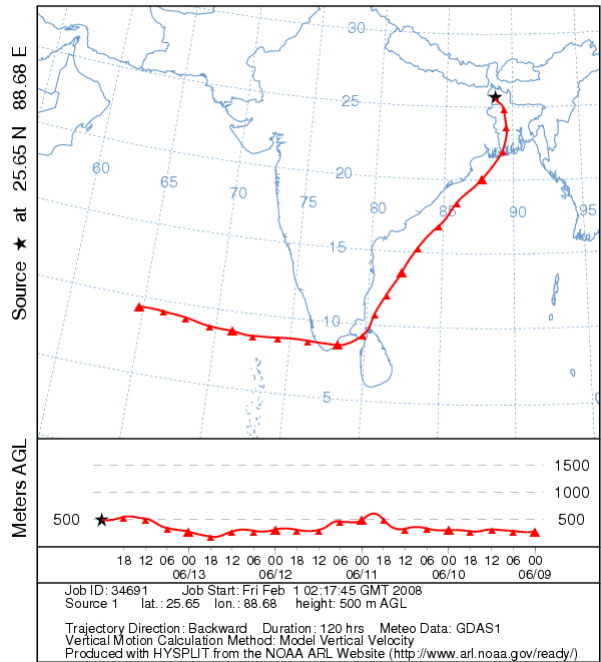 Source ★ at 25.65 N 88.68 E
30
25
20
15
10
5
60
65
70
75
80
85
90
95
Meters AGL
1500
1000
500
500
18 12 06 00 18 12 06 00 18 12 06 00 18 12 06 00 18 12 06 00
06/13 06/12 06/11 06/10 06/09
Job ID: 34691 Job Start: Fri Feb 1 02:17:45 GMT 2008
Source 1 lat.: 25.65 lon.: 88.68 height: 500 m AGL
Trajectory Direction: Backward Duration: 120 hrs Meteo Data: GDAS1
Vertical Motion Calculation Method: Model Vertical Velocity
Produced with HYSPLIT from the NOAA ARL Website (http://www.arl.noaa.gov/ready/)